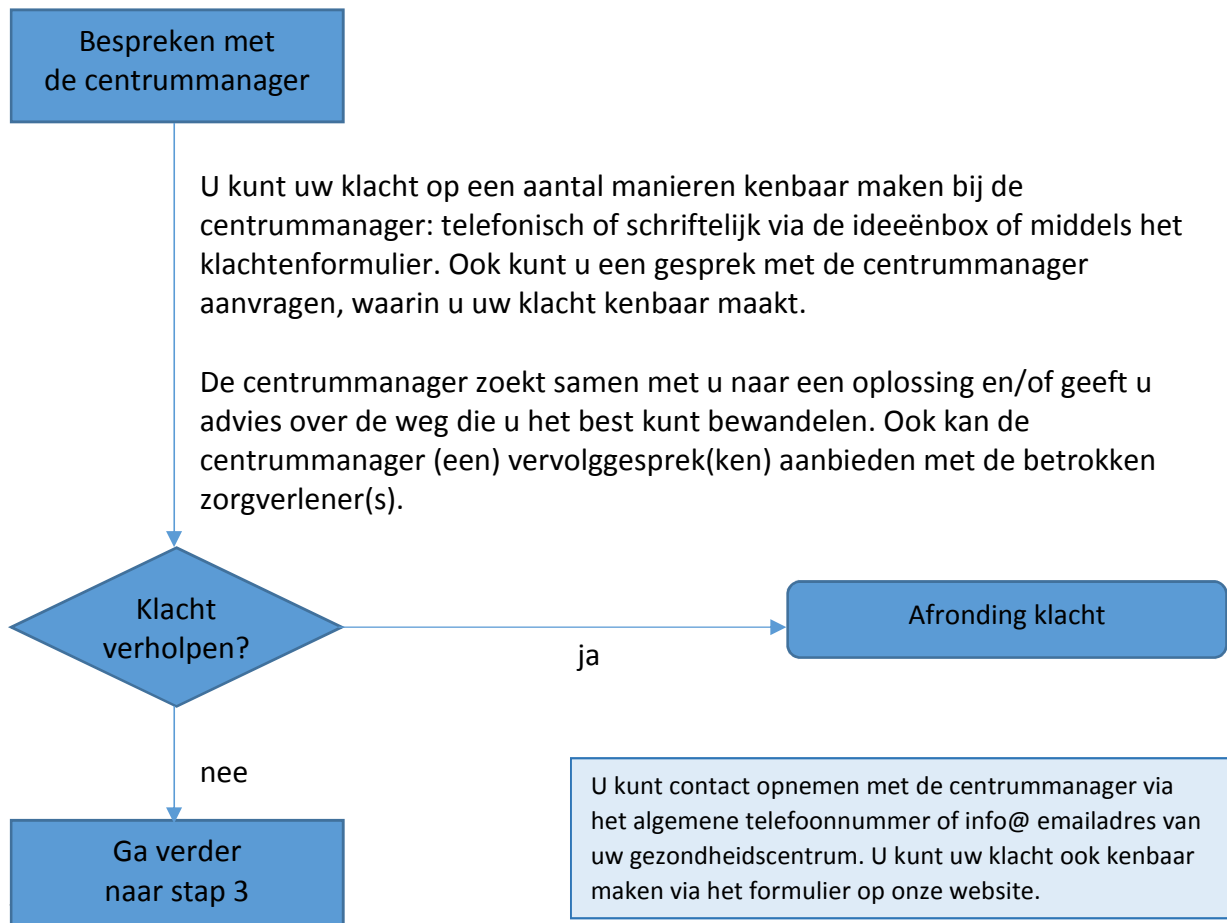 Bespreken met
de centrummanager
U kunt uw klacht op een aantal manieren kenbaar maken bij de
centrummanager: telefonisch of schriftelijk via de ideeënbox of middels het
klachtenformulier. Ook kunt u een gesprek met de centrummanager
aanvragen, waarin u uw klacht kenbaar maakt.
De centrummanager zoekt samen met u naar een oplossing en/of geeft u
advies over de weg die u het best kunt bewandelen. Ook kan de
centrummanager (een) vervolggesprek(ken) aanbieden met de betrokken
zorgverlener(s).
Klacht
verholpen?
ja
Afronding klacht
nee
Ga verder
naar stap 3
U kunt contact opnemen met de centrummanager via
het algemene telefoonnummer of info@ emailadres van
uw gezondheidscentrum. U kunt uw klacht ook kenbaar
maken via het formulier op onze website.